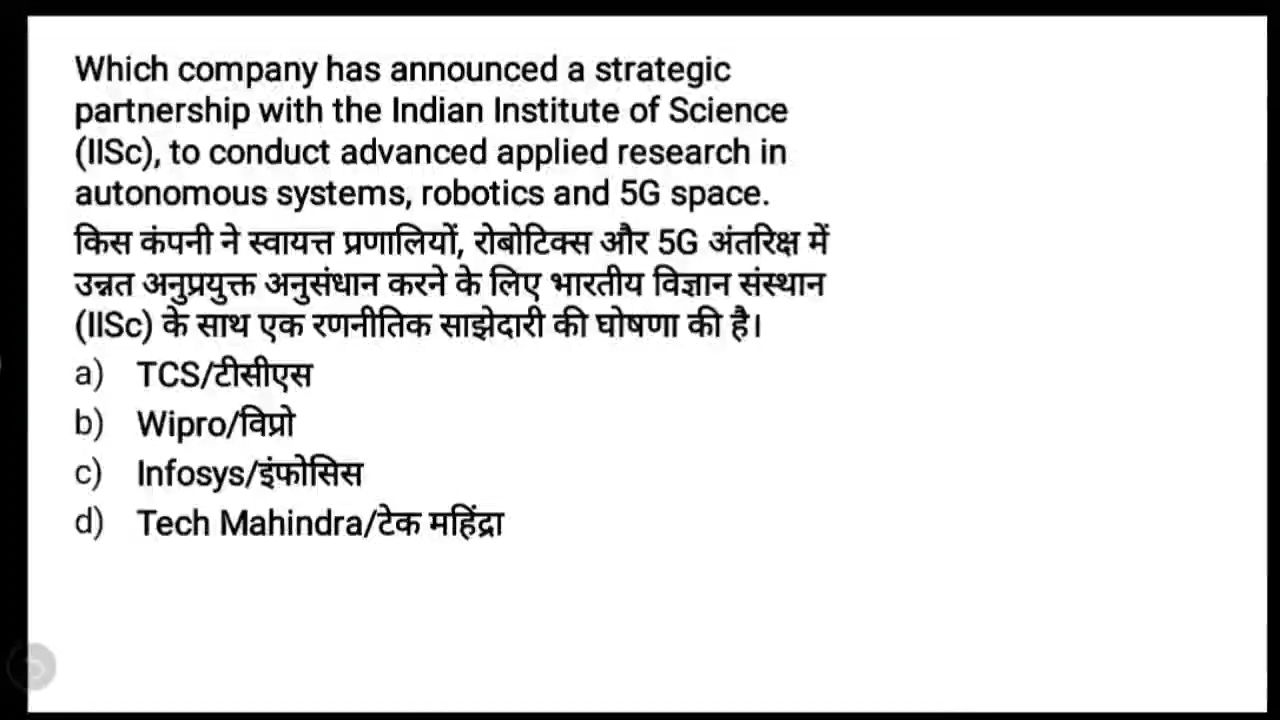 Which company has announced a strategic
partnership with the Indian Institute of Science
(IISc), to conduct advanced applied research in
autonomous systems, robotics and 5G space.
किस कंपनी ने स्वायत्त प्रणालियों, रोबोटिक्स और 5G अंतरिक्ष में
उन्नत अनुप्रयुक्त अनुसंधान करने के लिए भारतीय विज्ञान संस्थान
(IISc) के साथ एक रणनीतिक साझेदारी की घोषणा की है।
a) TCS/टीसीएस
b) Wipro/विप्रो
c) Infosys/इंफोसिस
d) Tech Mahindra/टेक महिंद्रा